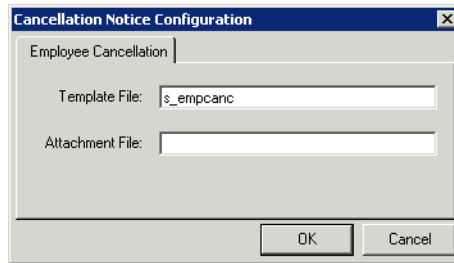 Cancellation Notice Configuration
Employee Cancellation
Template File: s_empcanc
Attachment File:
OK Cancel